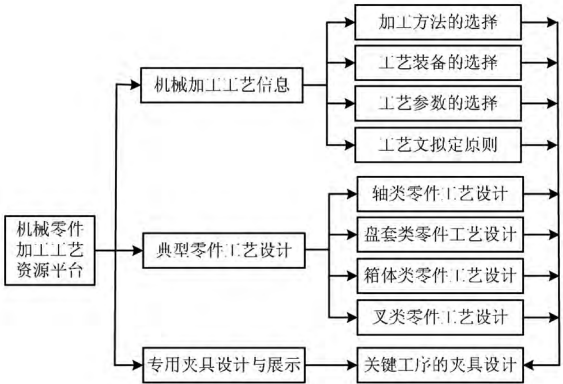 机械零件
加工工艺
资源平台
机械加工工艺信息
加工方法的选择
工艺装备的选择
工艺参数的选择
工艺文拟定原则
典型零件工艺设计
轴类零件工艺设计
盘套类零件工艺设计
箱体类零件工艺设计
叉类零件工艺设计
专用夹具设计与展示
关键工序的夹具设计